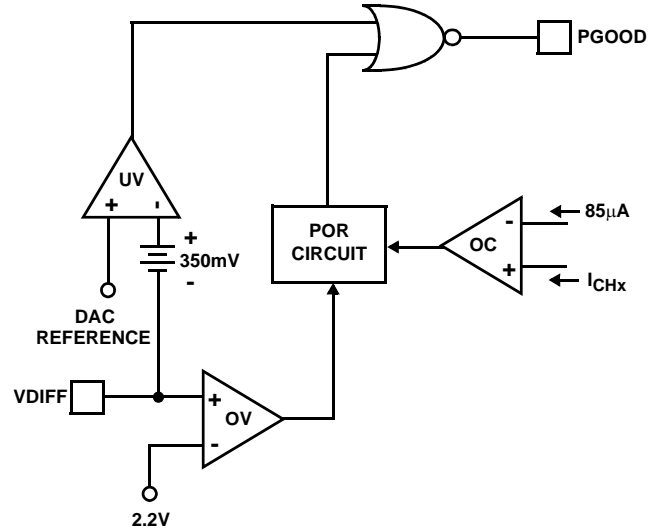 PGOOD
UV
+ -
+
350mV
-
DAC
REFERENCE
POR
CIRCUIT
OC
-
+
85μA
ICHx
VDIFF
+
-
OV
2.2V